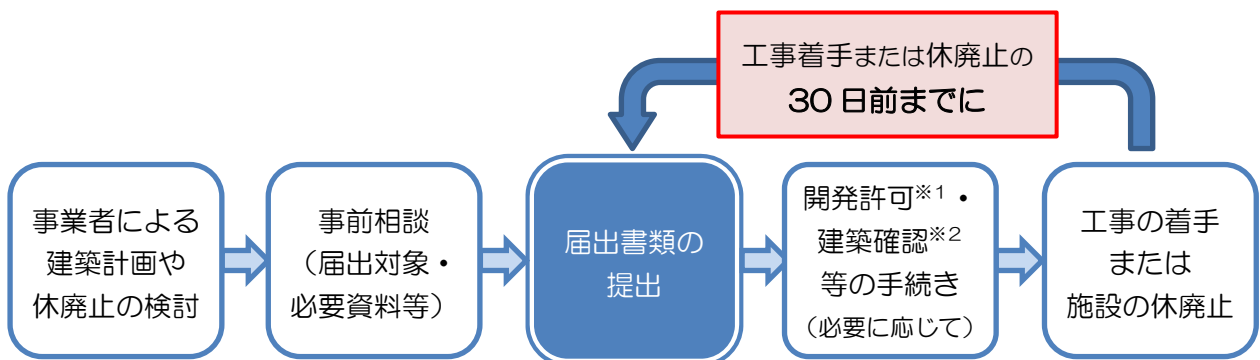 工事着手または休廃止の
30日前までに
事業者による
建築計画や
休廃止の検討
事前相談
（届出対象・
必要資料等）
届出書類の
提出
開発許可※1・
建築確認※2
等の手続き
（必要に応じて）
工事の着手
または
施設の休廃止